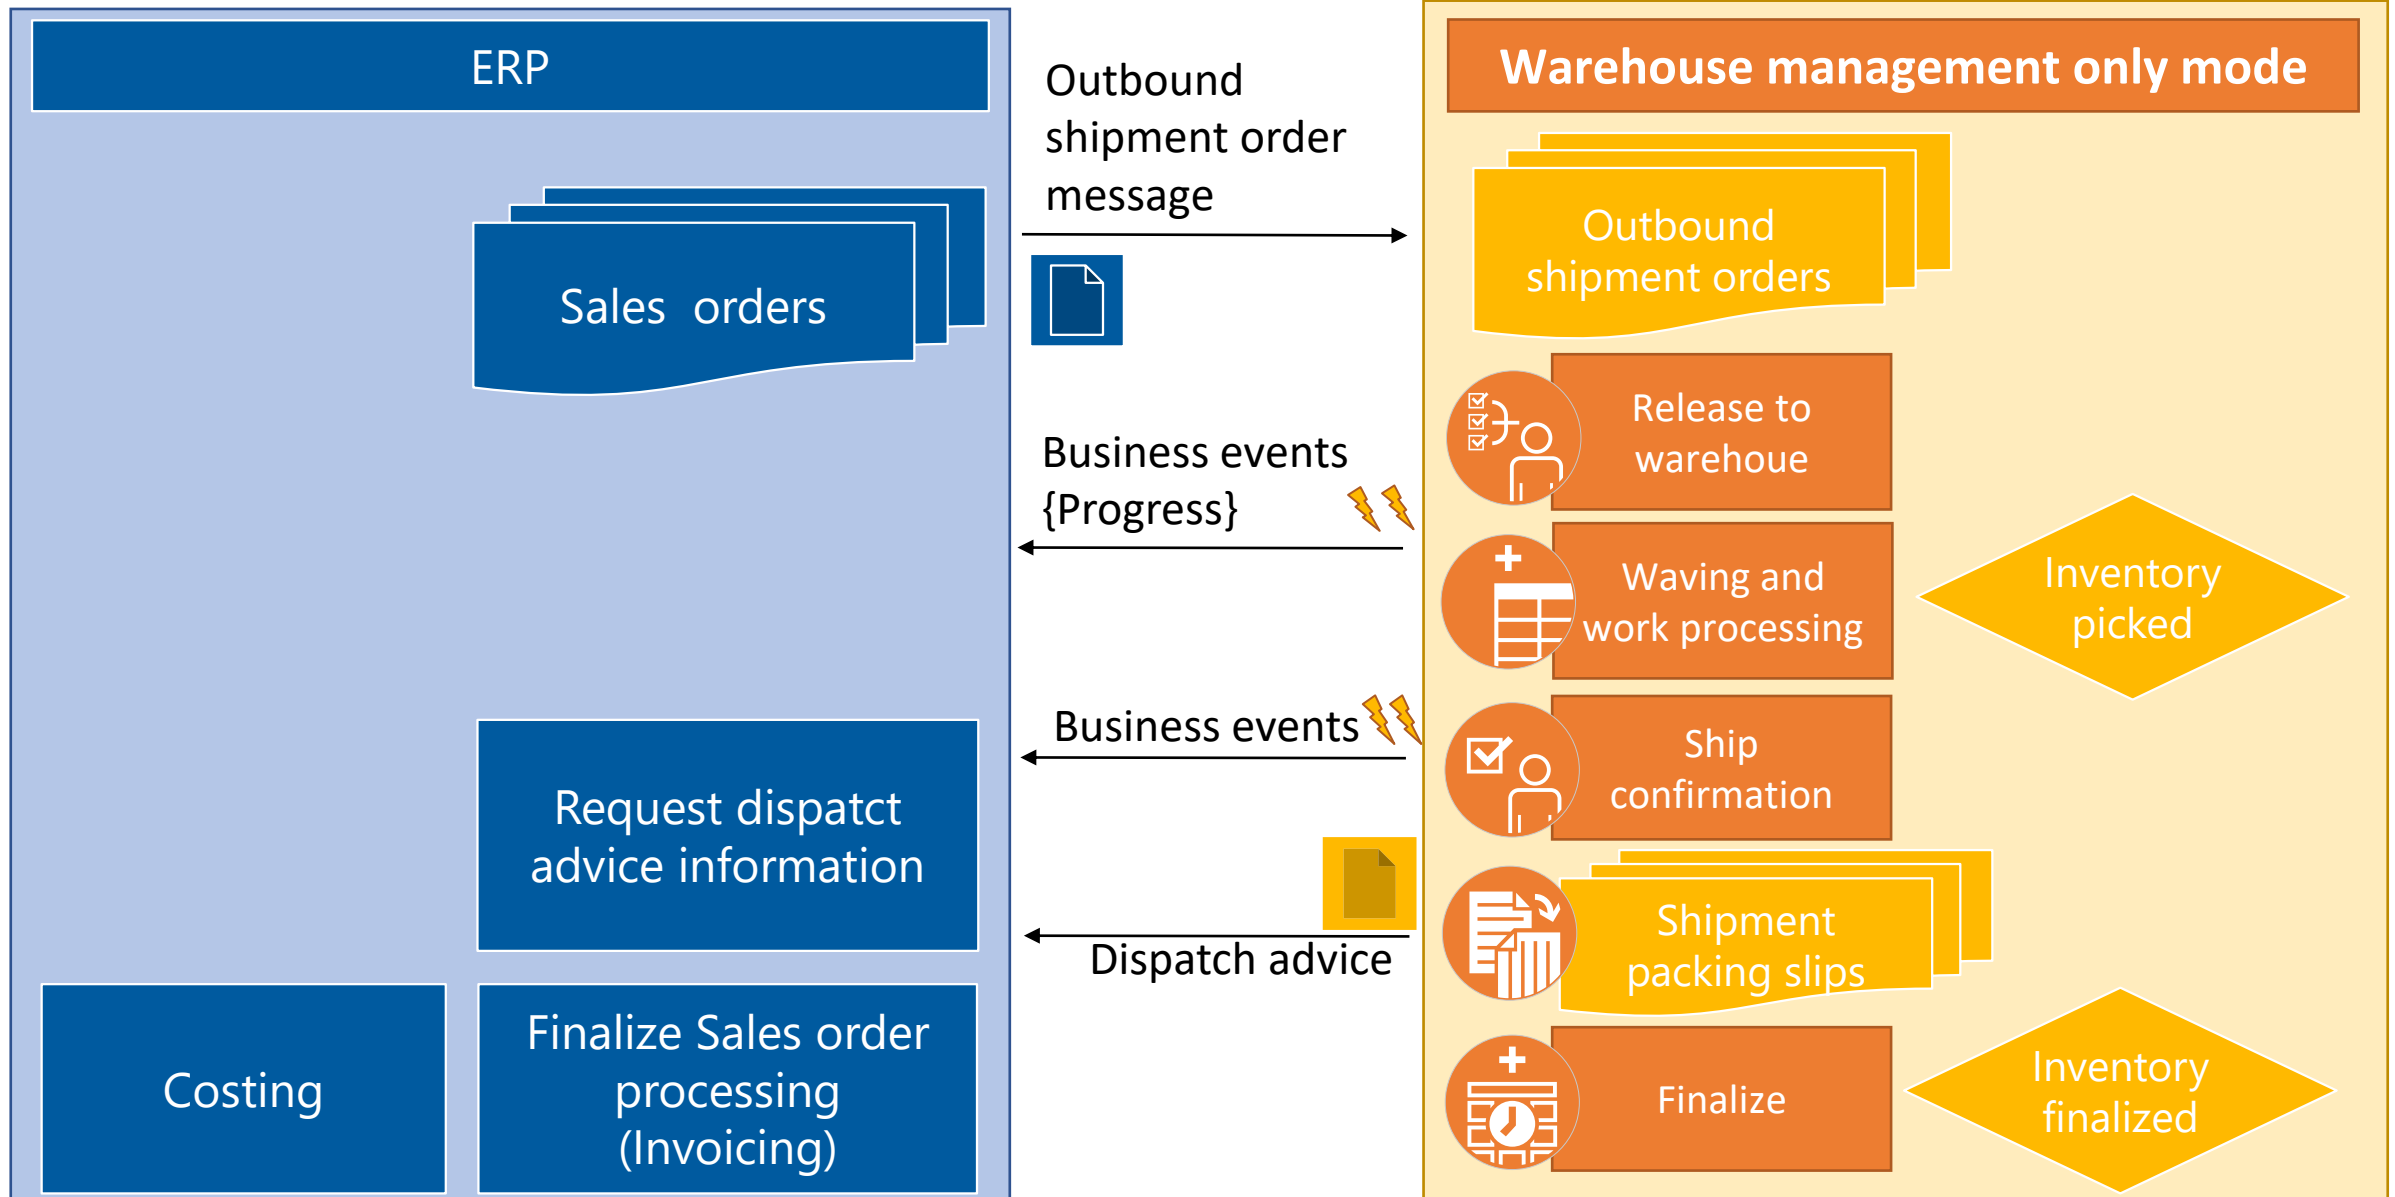 ERP
Sales  orders
Request dispatct
advice information
Costing
Finalize Sales order
processing
(Invoicing)
Outbound
shipment order
message
Business events
{Progress}
Business events
Dispatch advice
Warehouse management only mode
Outbound
shipment orders
Release to
warehoue
Waving and
work processing
Inventory
picked
Ship
confirmation
Shipment
packing slips
Finalize
Inventory
finalized